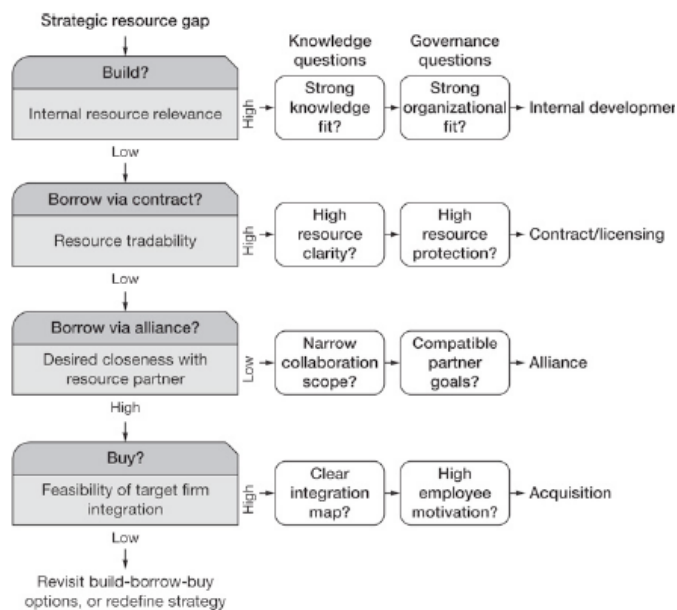 Strategic resource gap
Knowledge questions
Governance questions
Build?
Internal resource relevance
High
Strong knowledge fit?
Strong organizational fit?
Internal developmer
Low
Borrow via contract?
Resource tradability
High
High resource clarity?
High resource protection?
Contract/licensing
Low
Borrow via alliance?
Desired closeness with
resource partner
Low
Narrow collaboration scope?
Compatible partner goals?
Alliance
High
Buy?
Feasibility of target firm
integration
High
Clear integration map?
High employee motivation?
Acquisition
Low
Revisit build-borrow-buy
options, or redefine strategy